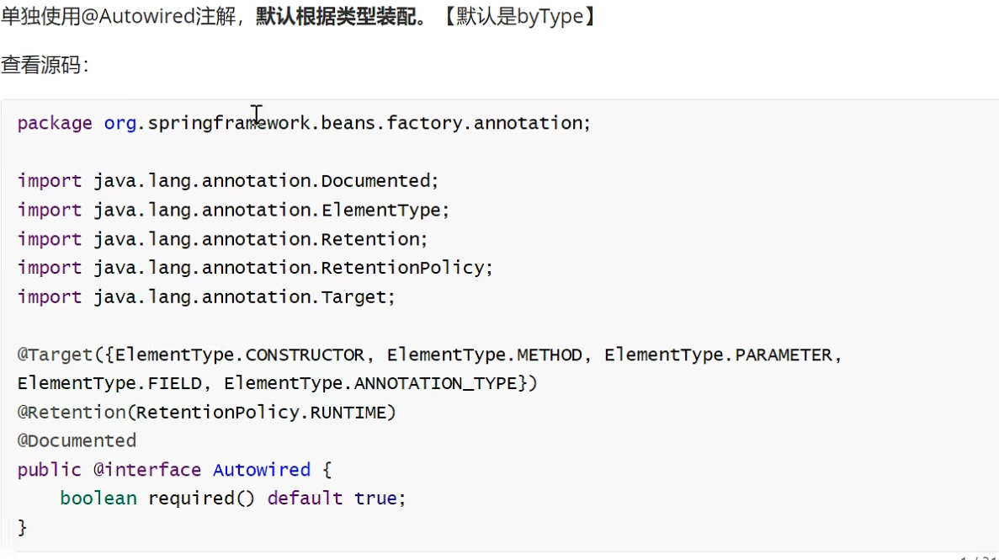 单独使用@Autowired注解，默认根据类型装配。【默认是byType】
查看源码：
package org.springframework.beans.factory.annotation;
import java.lang.annotation.Documented;
import java.lang.annotation.ElementType;
import java.lang.annotation.Retention;
import java.lang.annotation.RetentionPolicy;
import java.lang.annotation.Target;
@Target({ElementType.CONSTRUCTOR, ElementType.METHOD, ElementType.PARAMETER,
ElementType.FIELD, ElementType.ANNOTATION_TYPE})
@Retention(RetentionPolicy.RUNTIME)
@Documented
public @interface Autowired {
    boolean required() default true;
}